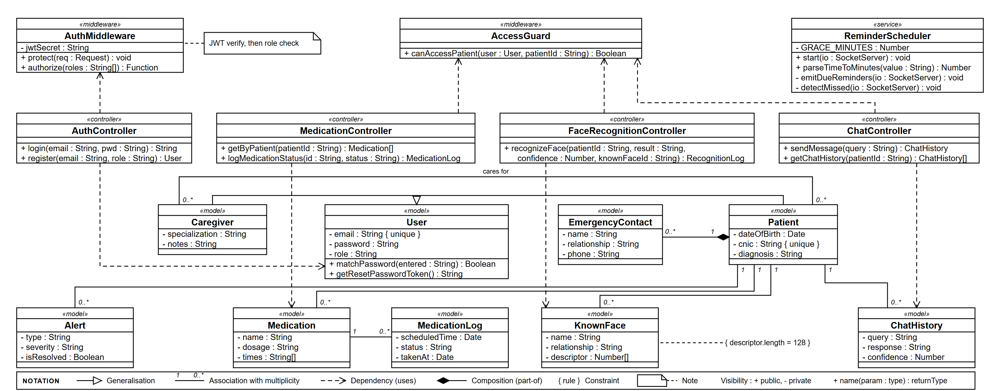 «middleware»
AuthMiddleware
- jwtSecret : String
+ protect(req : Request) : void
+ authorize(roles : String[]) : Function
JWT verify, then role check
«middleware»
AccessGuard
+ canAccessPatient(user : User, patientId : String) : Boolean
«service»
ReminderScheduler
- GRACE_MINUTES : Number
+ start(io : SocketServer) : void
+ parseTimeToMinutes(value : String) : Number
- emitDueReminders(io : SocketServer) : void
- detectMissed(io : SocketServer) : void
«controller»
AuthController
+ login(email : String, pwd : String) : String
+ register(email : String, role : String) : User
«controller»
MedicationController
+ getByPatient(patientId : String) : Medication[]
+ logMedicationStatus(id : String, status : String) : MedicationLog
«controller»
FaceRecognitionController
+ recognizeFace(patientId : String, result : String,
confidence : Number, knownFaceId : String) : RecognitionLog
«controller»
ChatController
+ sendMessage(query : String) : ChatHistory
+ getChatHistory(patientId : String) : ChatHistory[]
cares for
0..*
0..*
«model»
Caregiver
- specialization : String
- notes : String
«model»
User
- email : String { unique }
- password : String
- role : String
+ matchPassword(entered : String) : Boolean
+ getResetPasswordToken() : String
«model»
EmergencyContact
- name : String
- relationship : String
- phone : String
0..*
1
«model»
Patient
- dateOfBirth : Date
- cnic : String { unique }
- diagnosis : String
1
1
1
1
0..*
0..*
0..*
0..*
«model»
Alert
- type : String
- severity : String
- isResolved : Boolean
«model»
Medication
- name : String
- dosage : String
- times : String[]
1
0..*
«model»
MedicationLog
- scheduledTime : Date
- status : String
- takenAt : Date
«model»
KnownFace
- name : String
- relationship : String
- descriptor : Number[]
{ descriptor.length = 128 }
«model»
ChatHistory
- query : String
- response : String
- confidence : Number
NOTATION
Generalisation
1
0..*
Association with multiplicity
Dependency (uses)
Composition (part-of)
{ rule }
Constraint
Note
Visibility : + public, - private
+ name(param : type) : returnType